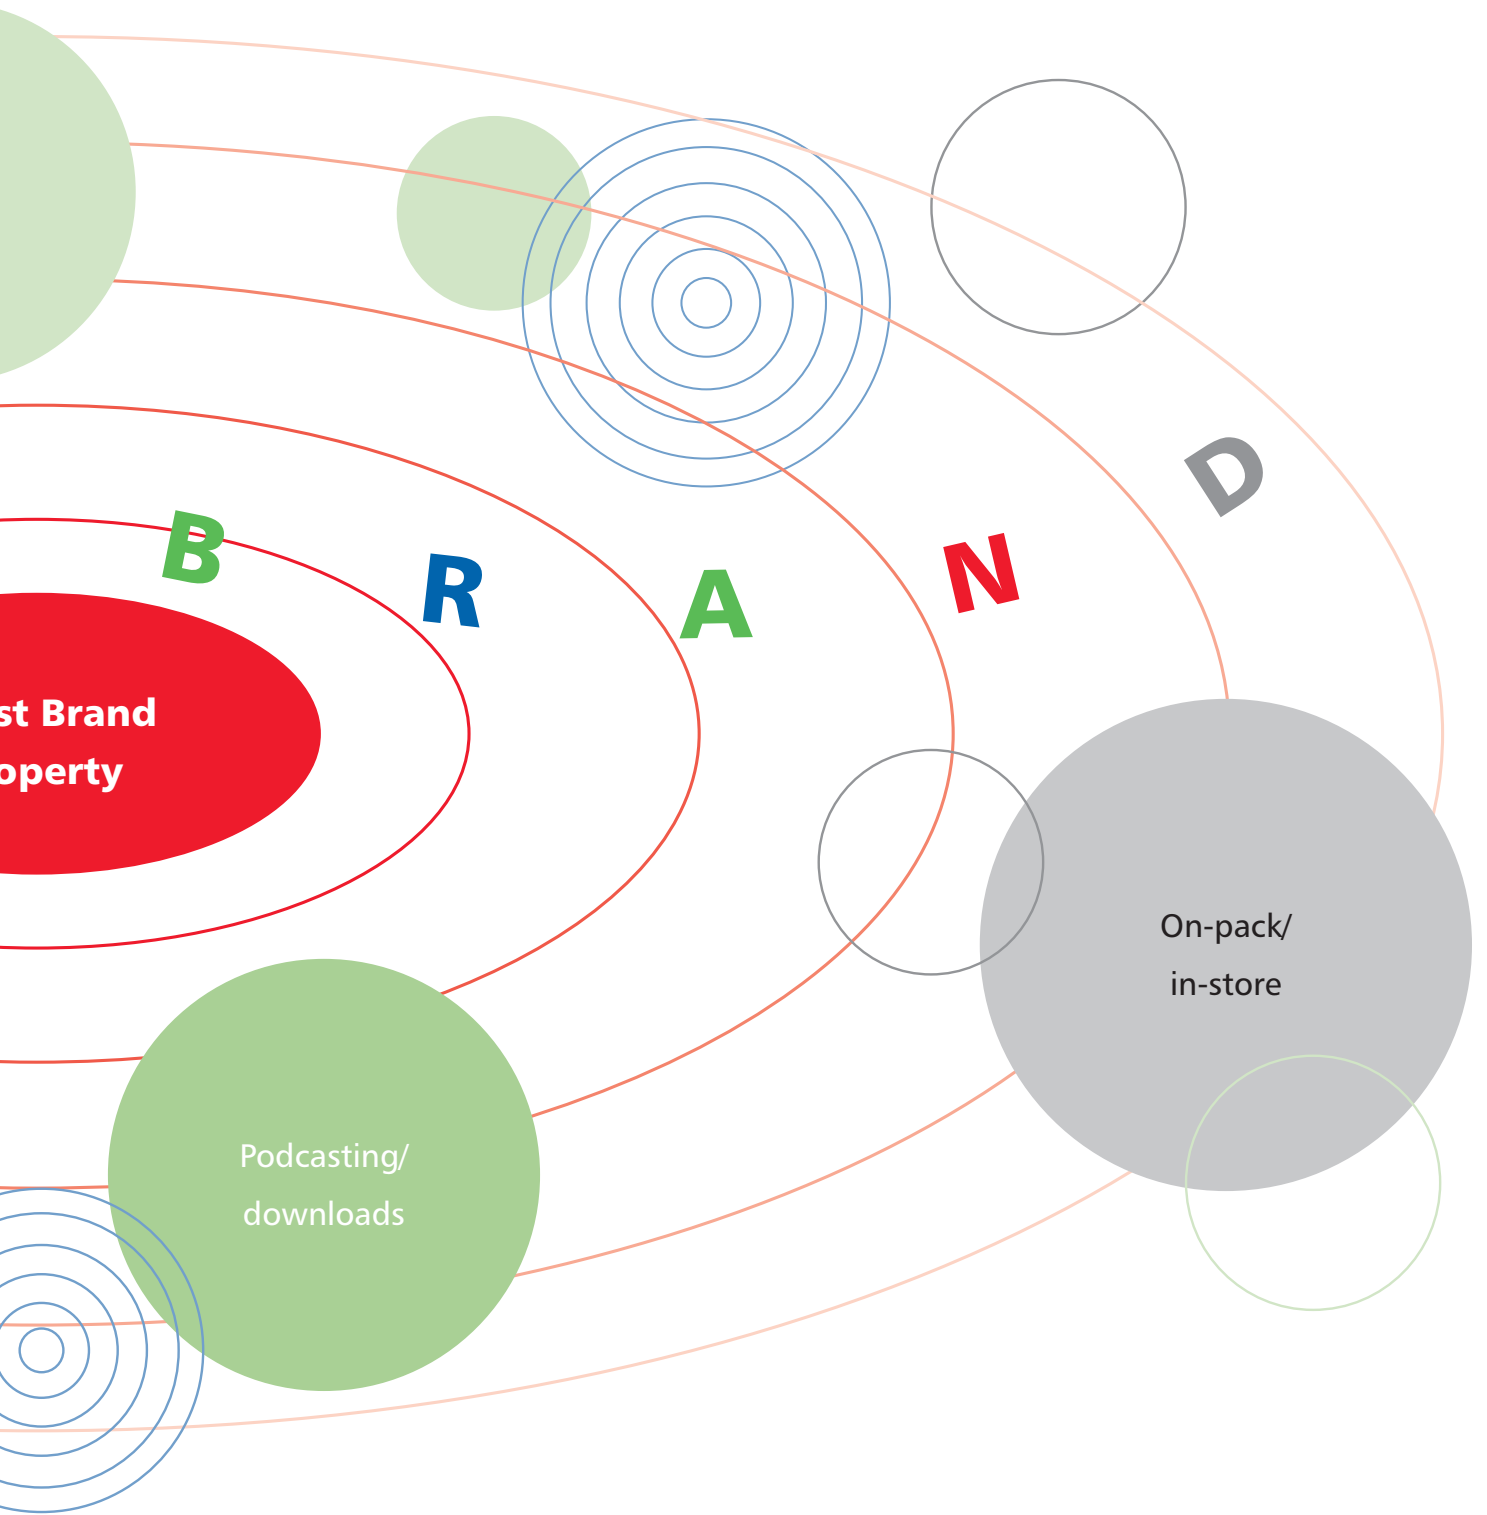 B R A N D
st Brand
operty
On-pack/
in-store
Podcasting/
downloads